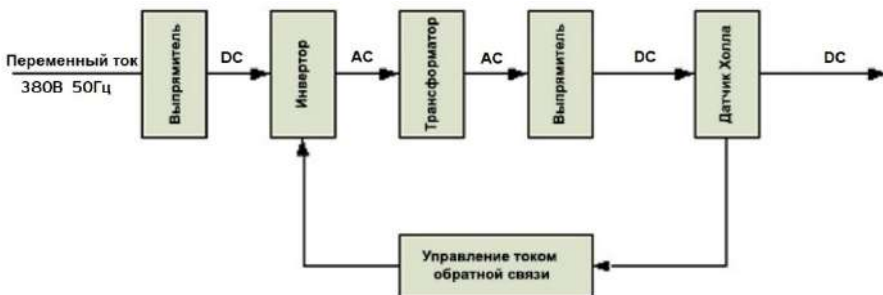 Переменный ток
380В 50Гц
Выпрямитель
DC
Инвертор
AC
Трансформатор
AC
Выпрямитель
DC
Датчик Холла
DC
Управление током
обратной связи